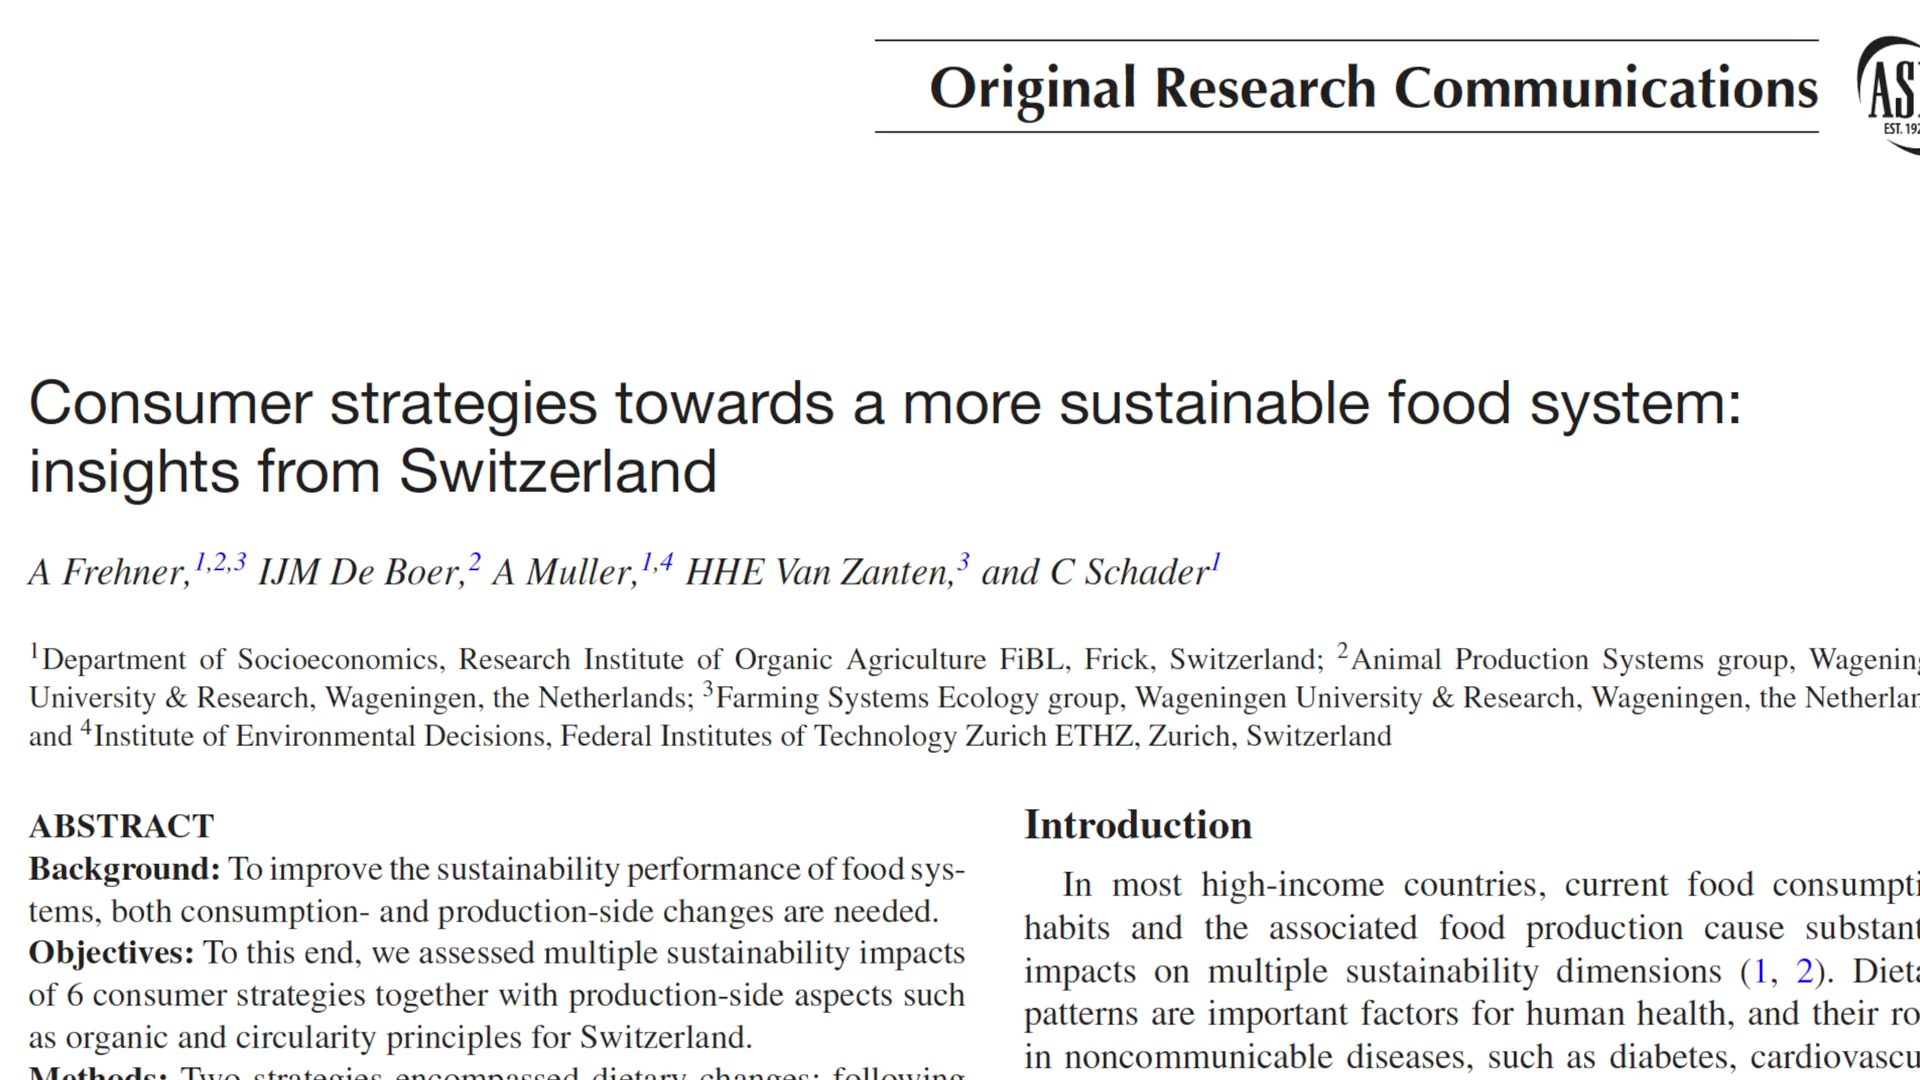 Original Research Communications
EST.
Consumer strategies towards a more sustainable food system:
insights from Switzerland
A Frehner,1,2,3 IJM De Boer,2 A Muller,1,4 HHE Van Zanten,3 and C Schader1
1Department of Socioeconomics, Research Institute of Organic Agriculture FiBL, Frick, Switzerland; 2Animal Production Systems group,
University & Research, Wageningen, the Netherlands; 3Farming Systems Ecology group, Wageningen University & Research, Wageningen, the
and 4Institute of Environmental Decisions, Federal Institutes of Technology Zurich ETHZ, Zurich, Switzerland
ABSTRACT
Background: To improve the sustainability performance of food sys-
tems, both consumption- and production-side changes are needed.
Objectives: To this end, we assessed multiple sustainability impacts
of 6 consumer strategies together with production-side aspects such
as organic and circularity principles for Switzerland.
Methods: Two strategies encompassed dietary changes: following
Introduction
In most high-income countries, current food
habits and the associated food production cause
impacts on multiple sustainability dimensions (1, 2).
patterns are important factors for human health, and their
in noncommunicable diseases, such as diabetes,